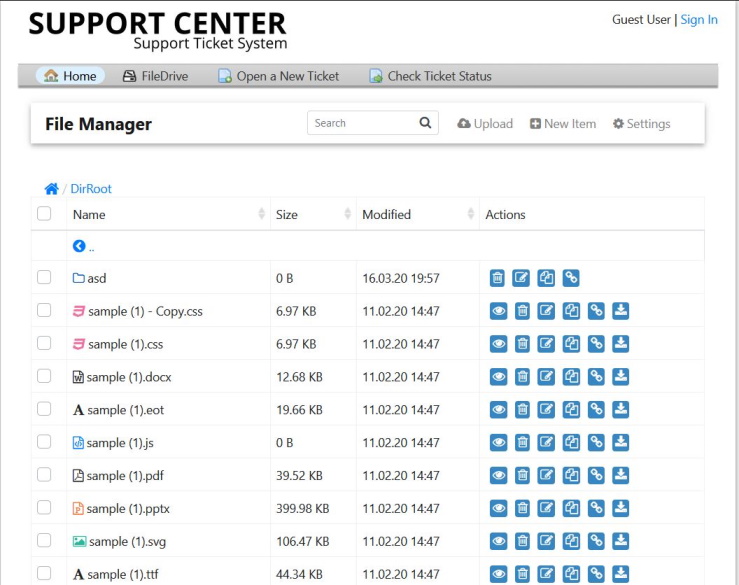 SUPPORT CENTER
Support Ticket System
Guest User | Sign In
Home FileDrive Open a New Ticket Check Ticket Status
File Manager Search Upload New Item Settings
/ DirRoot
Name Size Modified Actions
..
asd 0 B 16.03.20 19:57
sample (1) - Copy.css 6.97 KB 11.02.20 14:47
sample (1).css 6.97 KB 11.02.20 14:47
sample (1).docx 12.68 KB 11.02.20 14:47
sample (1).eot 19.66 KB 11.02.20 14:47
sample (1).js 0 B 11.02.20 14:47
sample (1).pdf 39.52 KB 11.02.20 14:47
sample (1).pptx 399.98 KB 11.02.20 14:47
sample (1).svg 106.47 KB 11.02.20 14:47
sample (1).ttf 44.34 KB 11.02.20 14:47